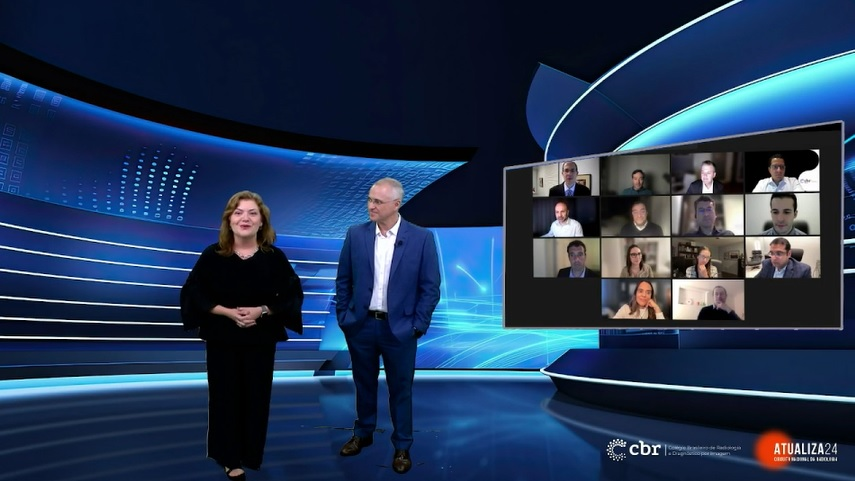 cbr
Colégio Brasileiro de Radiologia
e Diagnóstico por Imagem
ATUALIZA24